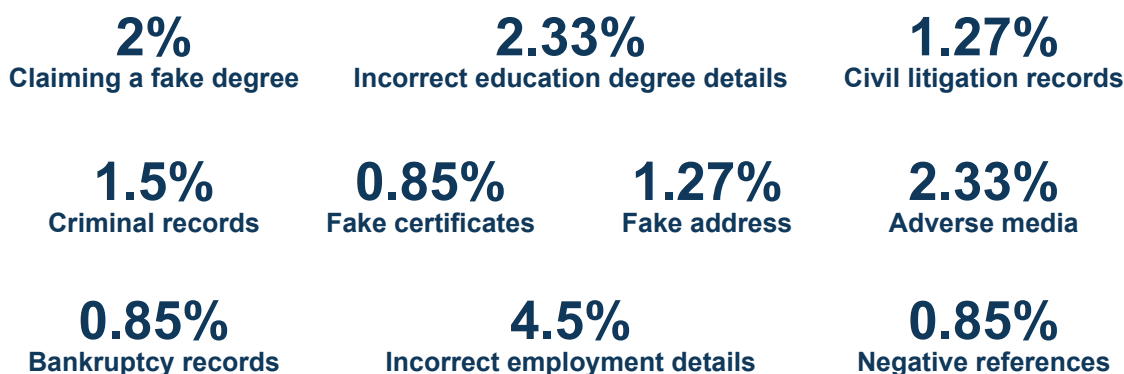 2% 2.33% 1.27%
Claiming a fake degree Incorrect education degree details Civil litigation records
1.5% 0.85% 1.27% 2.33%
Criminal records Fake certificates Fake address Adverse media
0.85% 4.5% 0.85%
Bankruptcy records Incorrect employment details Negative references